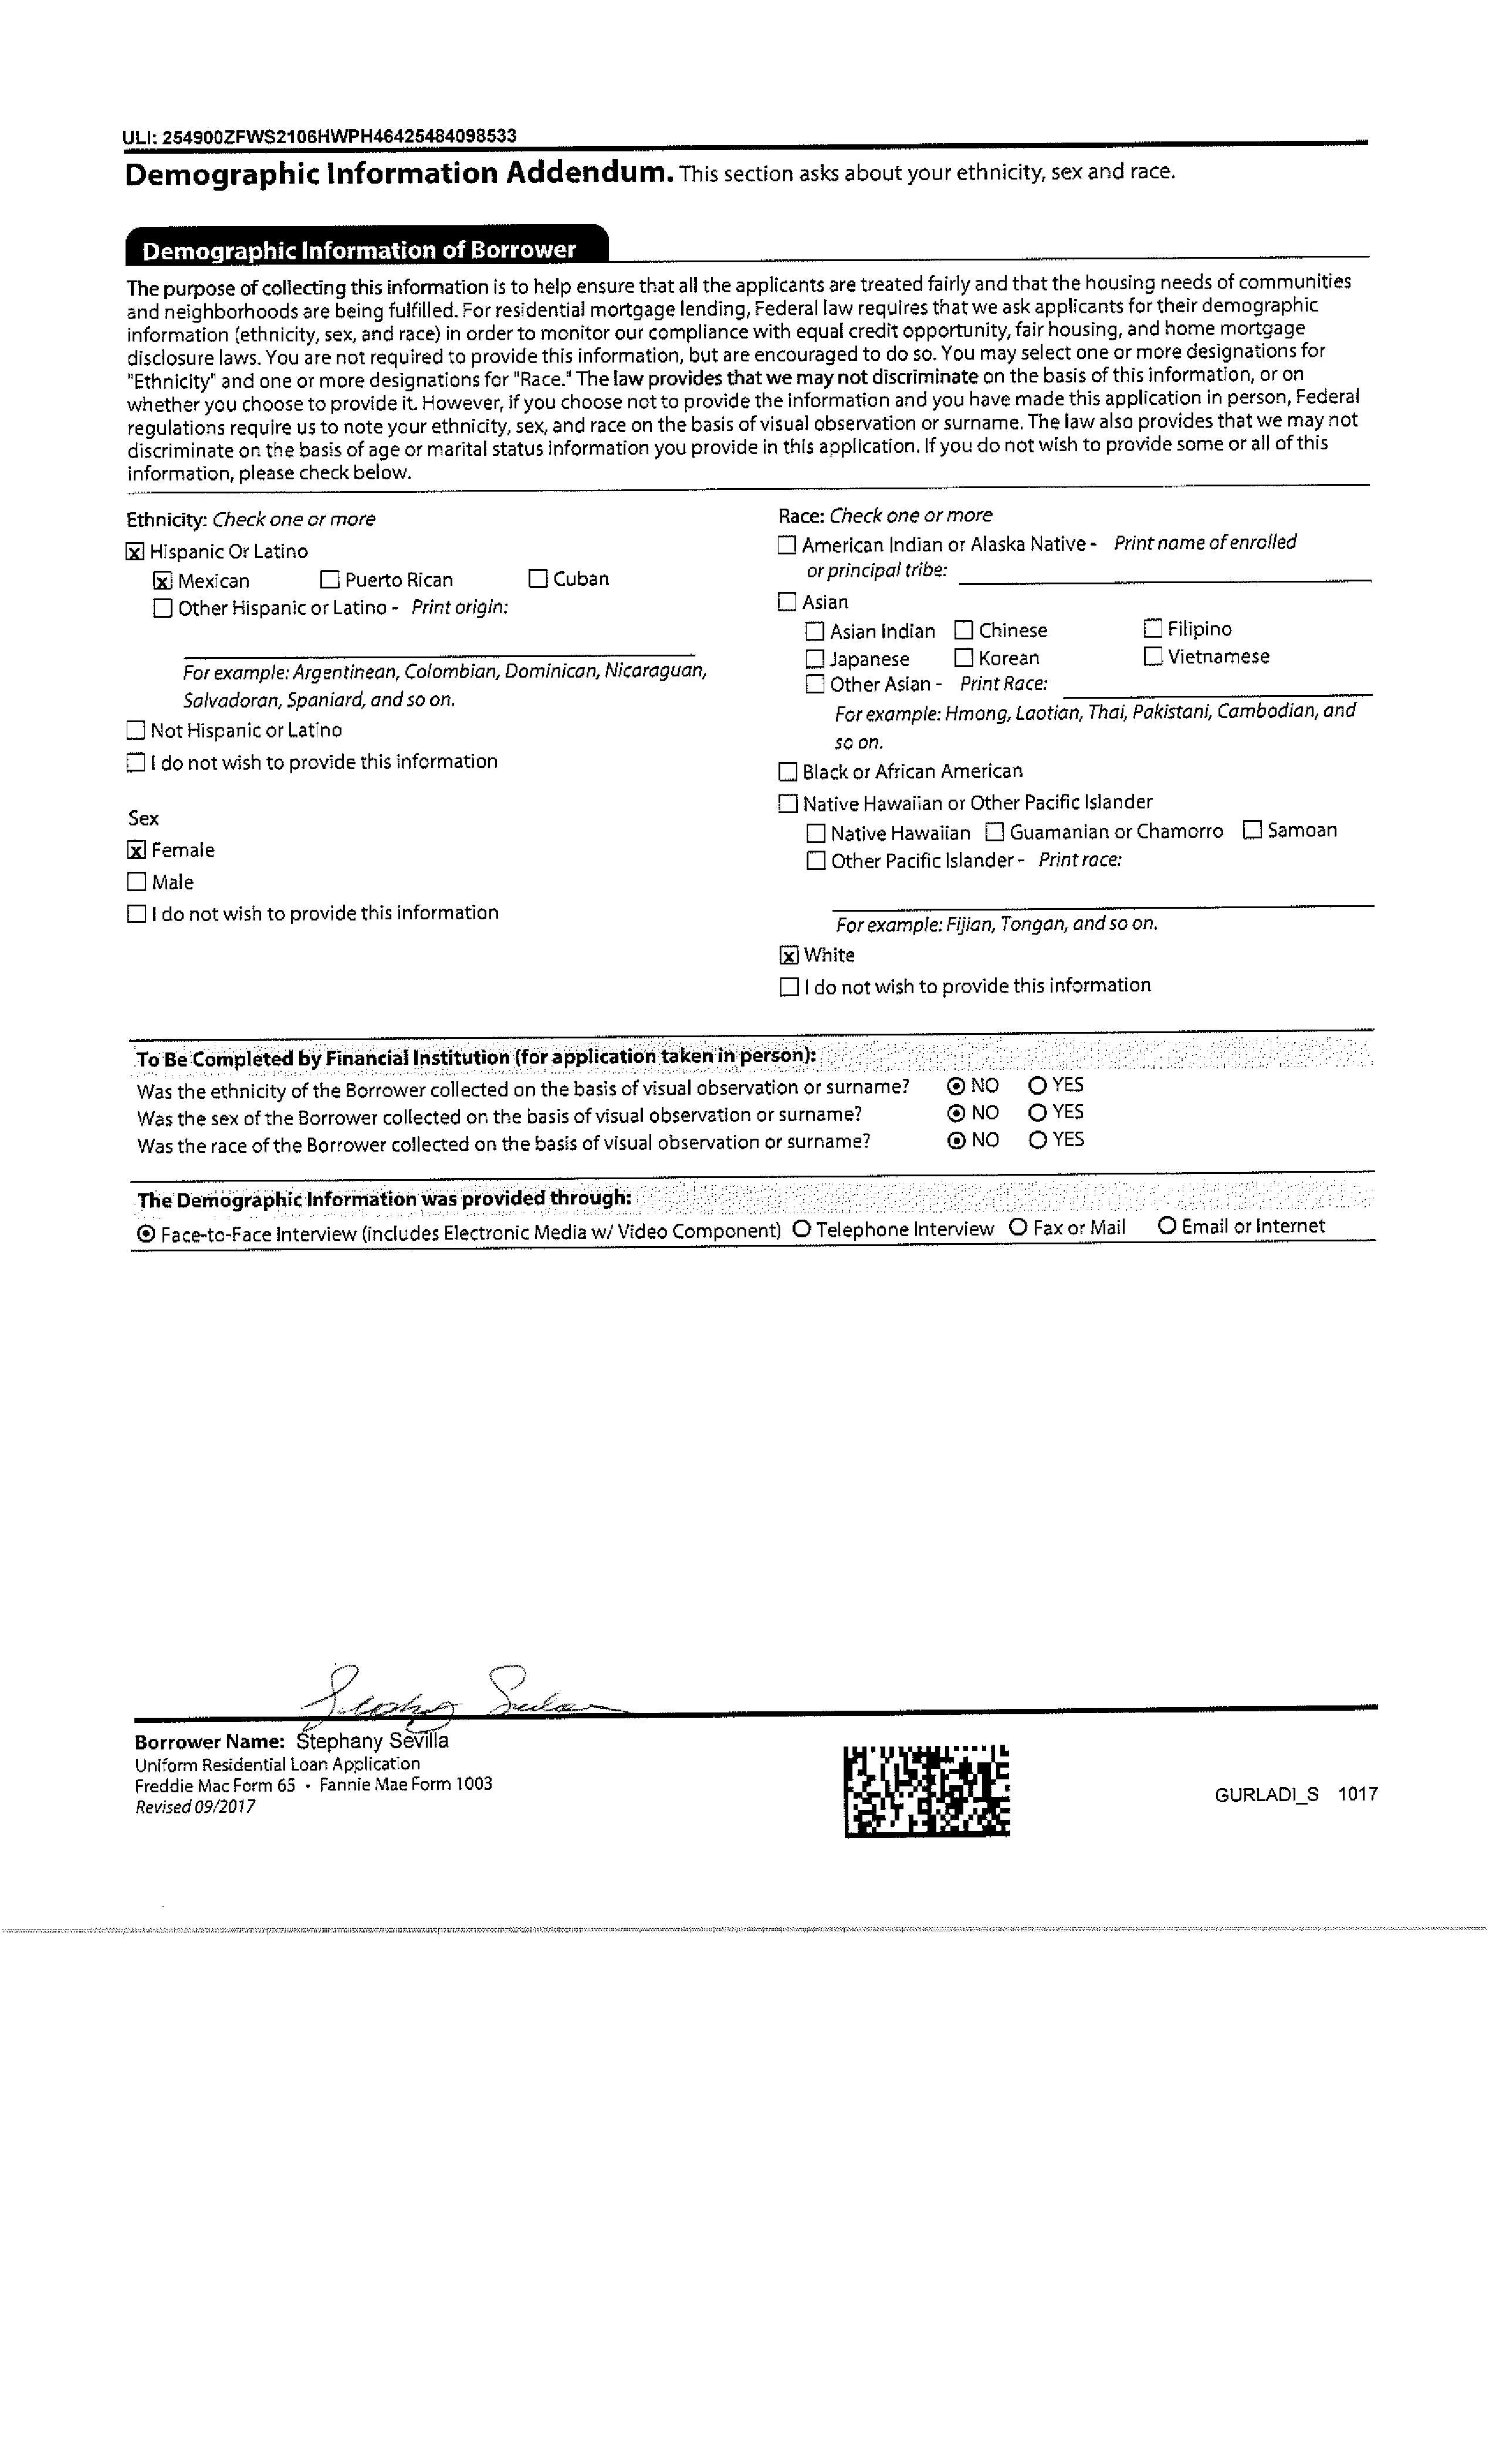 ULI: 254900ZFWS2106HWPH46425484098533
Demographic Information Addendum. This section asks about your ethnicity, sex and race.
Demographic Information of Borrower
The purpose of collecting this information is to help ensure that all the applicants are treated fairly and that the housing needs of communities
and neighborhoods are being fulfilled. For residential mortgage lending, Federal law requires that we ask applicants for their demographic
information (ethnicity, sex, and race) in order to monitor our compliance with equal credit opportunity, fair housing, and home mortgage
disclosure laws. You are not required to provide this information, but are encouraged to do so. You may select one or more designations for
"Ethnicity" and one or more designations for "Race." The law provides that we may not discriminate on the basis of this information, or on
whether you choose to provide it. However, if you choose not to provide the information and you have made this application in person, Federal
regulations require us to note your ethnicity, sex, and race on the basis of visual observation or surname. The law also provides that we may not
discriminate on the basis of age or marital status information you provide in this application. If you do not wish to provide some or all of this
information, please check below.
Ethnicity: Check one or more
[x] Hispanic Or Latino
[x] Mexican ☐ Puerto Rican ☐ Cuban
☐ Other Hispanic or Latino - Print origin:
For example: Argentinean, Colombian, Dominican, Nicaraguan,
Salvadoran, Spaniard, and so on.
☐ Not Hispanic or Latino
☐ I do not wish to provide this information
Sex
[x] Female
☐ Male
☐ I do not wish to provide this information
Race: Check one or more
☐ American Indian or Alaska Native - Print name of enrolled
or principal tribe:
☐ Asian
☐ Asian Indian ☐ Chinese ☐ Filipino
☐ Japanese ☐ Korean ☐ Vietnamese
☐ Other Asian - Print Race:
For example: Hmong, Laotian, Thai, Pakistani, Cambodian, and
so on.
☐ Black or African American
☐ Native Hawaiian or Other Pacific Islander
☐ Native Hawaiian ☐ Guamanian or Chamorro ☐ Samoan
☐ Other Pacific Islander - Print race:
For example: Fijian, Tongan, and so on.
[x] White
☐ I do not wish to provide this information
To Be Completed by Financial Institution (for application taken in person):
Was the ethnicity of the Borrower collected on the basis of visual observation or surname? ◉ NO ○ YES
Was the sex of the Borrower collected on the basis of visual observation or surname? ◉ NO ○ YES
Was the race of the Borrower collected on the basis of visual observation or surname? ◉ NO ○ YES
The Demographic Information was provided through:
◉ Face-to-Face Interview (includes Electronic Media w/ Video Component) ○ Telephone Interview ○ Fax or Mail ○ Email or Internet
Borrower Name: Stephany Sevilla
Uniform Residential Loan Application
Freddie Mac Form 65 • Fannie Mae Form 1003
Revised 09/2017
GURLADI_S 1017